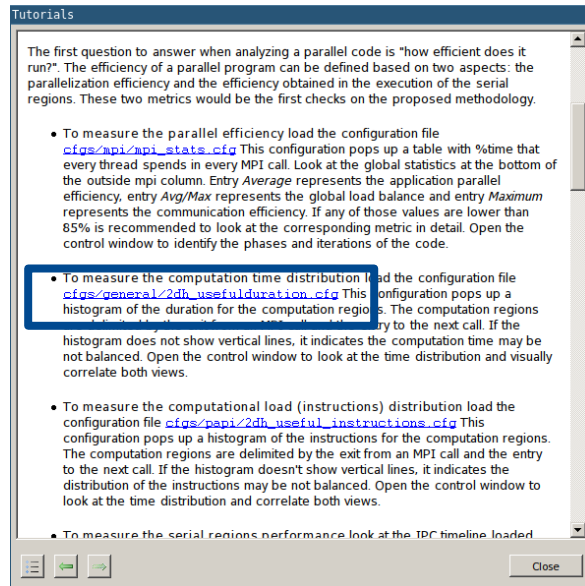 Tutorials
The first question to answer when analyzing a parallel code is "how efficient does it
run?". The efficiency of a parallel program can be defined based on two aspects: the
parallelization efficiency and the efficiency obtained in the execution of the serial
regions. These two metrics would be the first checks on the proposed methodology.
• To measure the parallel efficiency load the configuration file
cfgs/mpi/mpi_stats.cfg This configuration pops up a table with %time that
every thread spends in every MPI call. Look at the global statistics at the bottom of
the outside mpi column. Entry Average represents the application parallel
efficiency, entry Avg/Max represents the global load balance and entry Maximum
represents the communication efficiency. If any of those values are lower than
85% is recommended to look at the corresponding metric in detail. Open the
control window to identify the phases and iterations of the code.
• To measure the computation time distribution load the configuration file
cfgs/general/2dh_usefulduration.cfg This configuration pops up a
histogram of the duration for the computation regions. The computation regions
are delimited by the exit from an MPI call and the entry to the next call. If the
histogram does not show vertical lines, it indicates the computation time may be
not balanced. Open the control window to look at the time distribution and visually
correlate both views.
• To measure the computational load (instructions) distribution load the
configuration file cfgs/papi/2dh_useful_instructions.cfg This
configuration pops up a histogram of the instructions for the computation regions.
The computation regions are delimited by the exit from an MPI call and the entry
to the next call. If the histogram doesn't show vertical lines, it indicates the
distribution of the instructions may be not balanced. Open the control window to
look at the time distribution and correlate both views.
• To measure the serial regions performance look at the IPC timeline loaded
Close